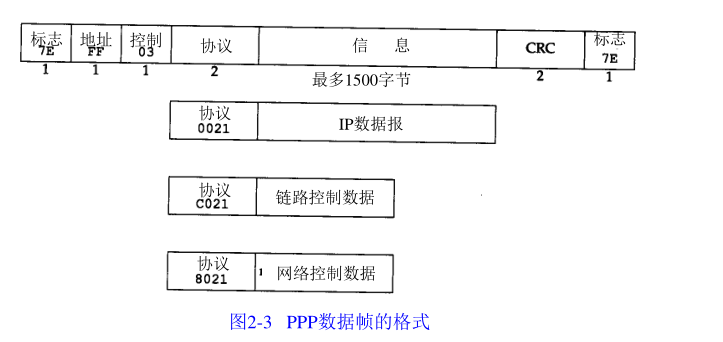 标志 地址 控制 协议 信 息 CRC 标志
7E FF 03 7E
1 1 1 2 最多1500字节 2 1
协议 IP数据报
0021
协议 链路控制数据
C021
协议 网络控制数据
8021
图2-3 PPP数据帧的格式